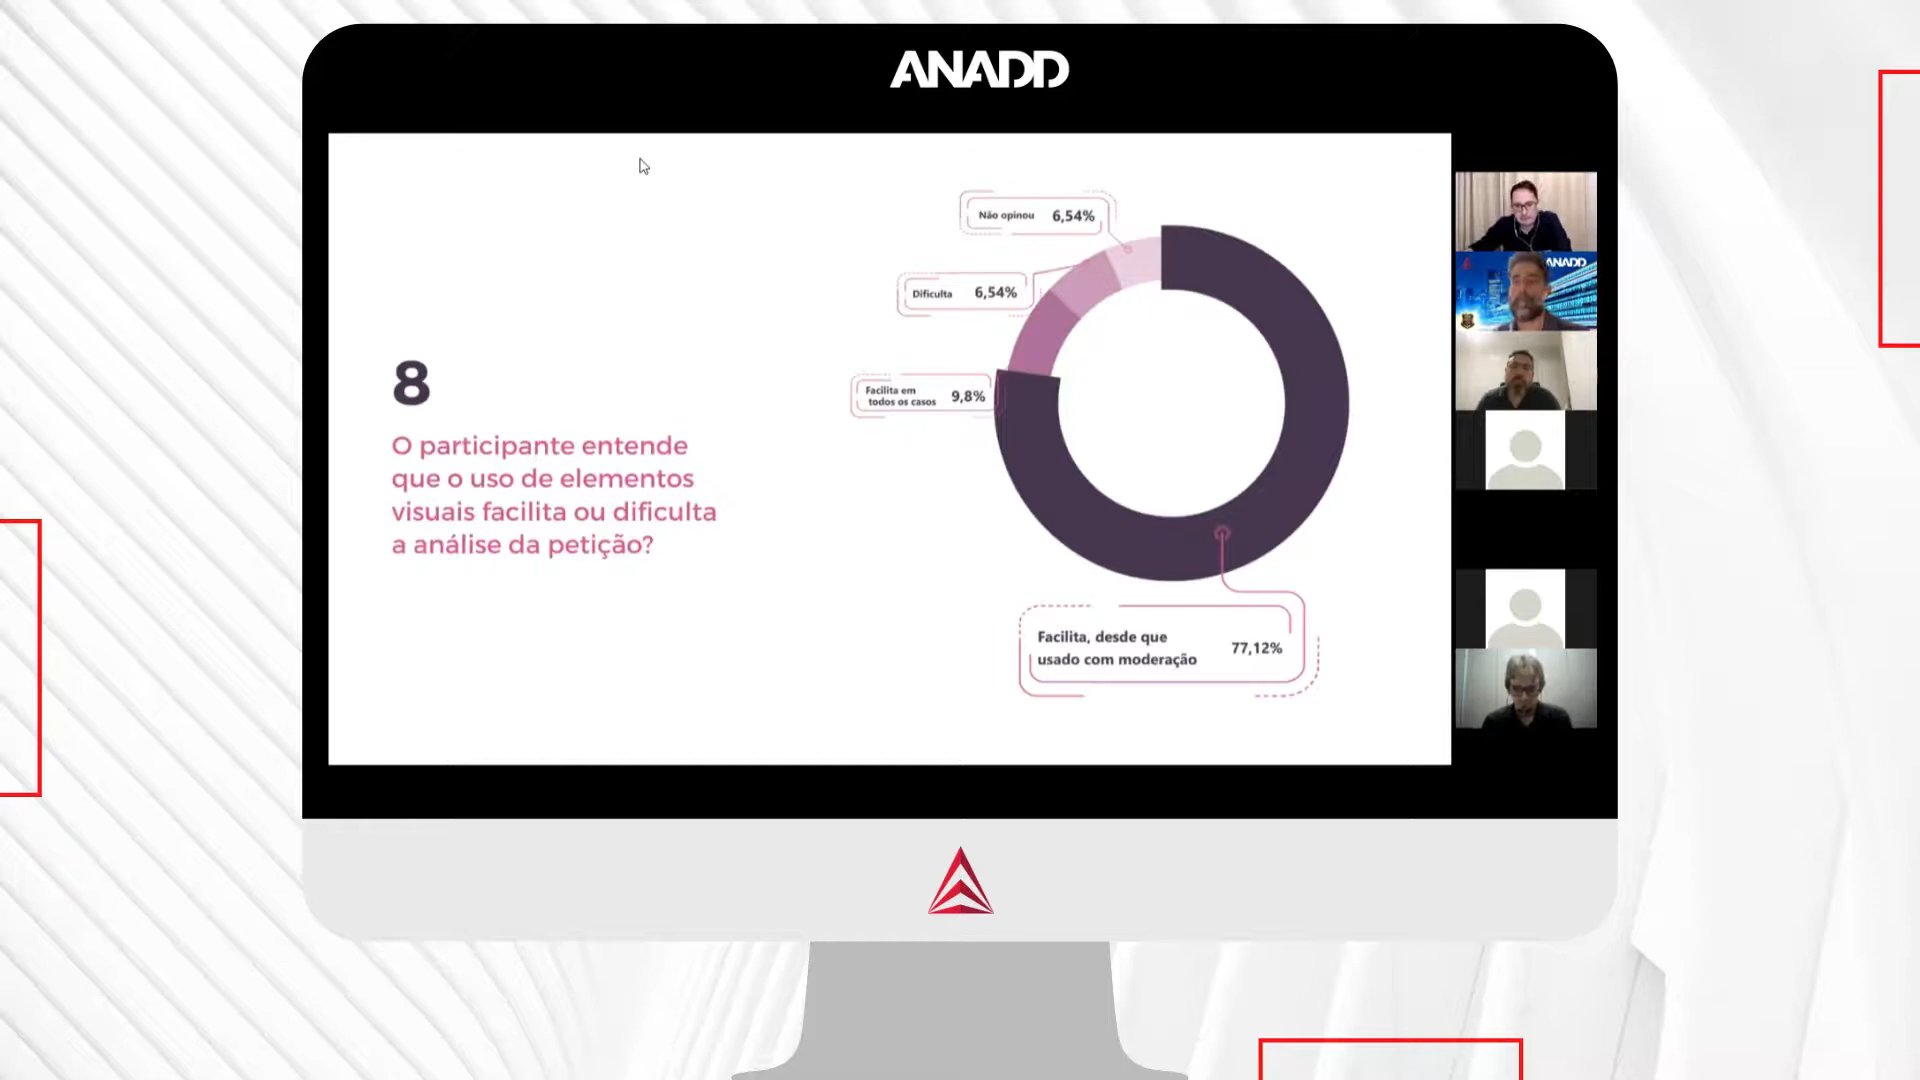 ANADD
8
O participante entende
que o uso de elementos
visuais facilita ou dificulta
a análise da petição?
Não opinou 6,54%
Dificulta 6,54%
Facilita em
todos os casos 9,8%
Facilita, desde que
usado com moderação 77,12%
ANADD